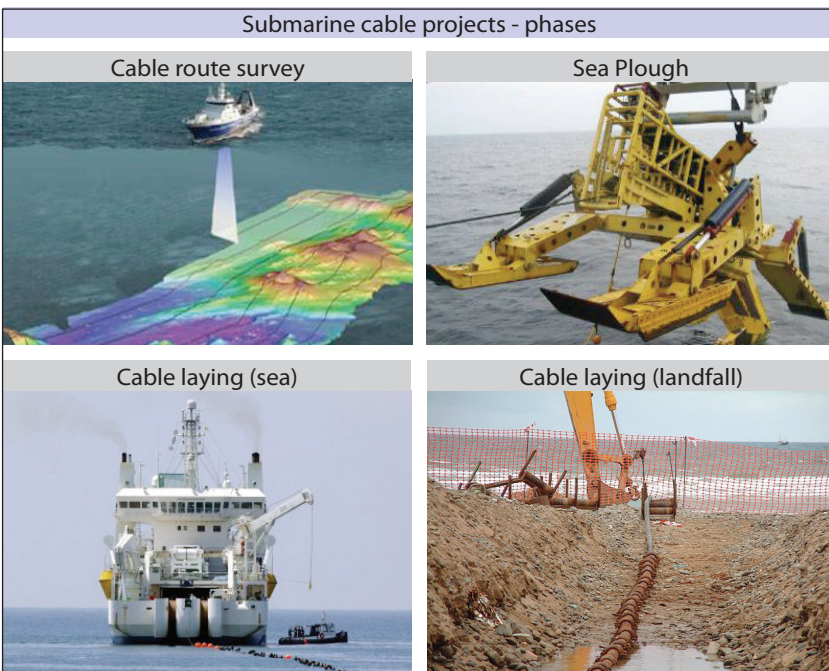 Submarine cable projects - phases
Cable route survey
Sea Plough
Cable laying (sea)
Cable laying (landfall)